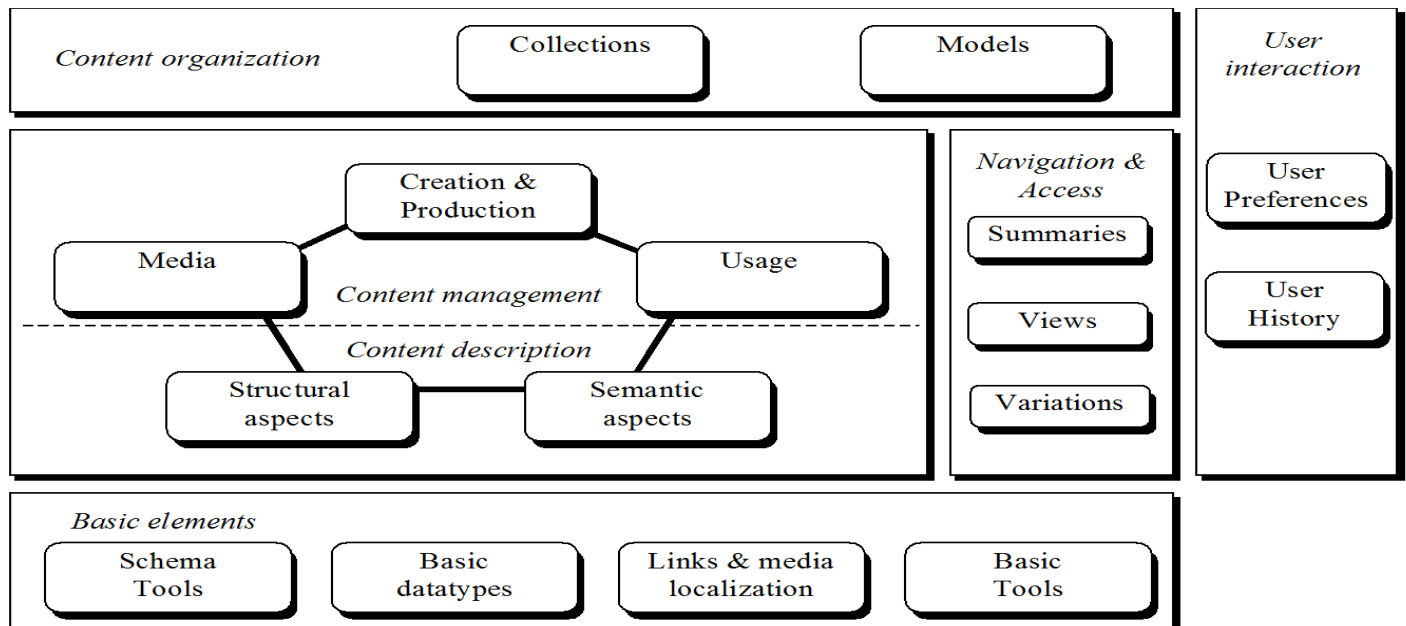 Content organization
Collections
Models
User
interaction
Creation &
Production
Media
Usage
Content management
Content description
Structural
aspects
Semantic
aspects
Navigation &
Access
Summaries
Views
Variations
User
Preferences
User
History
Basic elements
Schema
Tools
Basic
datatypes
Links & media
localization
Basic
Tools